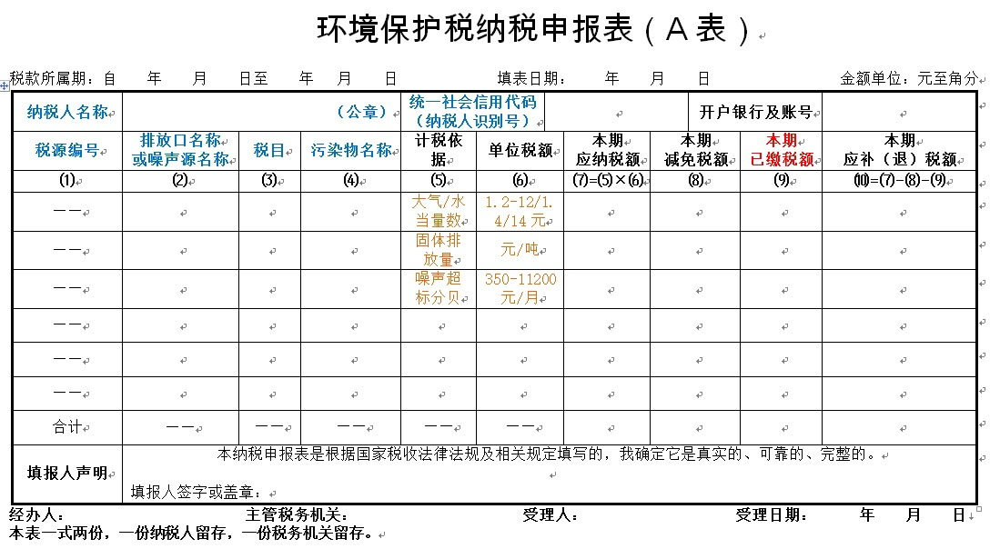 环境保护税纳税申报表（A表）
税款所属期：自　　年　　月　　日至　　年　　月　　日　　填表日期：　　年　　月　　日　　金额单位：元至角分
纳税人名称　（公章）　统一社会信用代码（纳税人识别号）　开户银行及账号
税源编号　排放口名称或噪声源名称　税目　污染物名称　计税依据　单位税额　本期应纳税额　本期减免税额　本期已缴税额　本期应补（退）税额
(1)　(2)　(3)　(4)　(5)　(6)　(7)=(5)×(6)　(8)　(9)　(10)=(7)-(8)-(9)
——　大气/水当量数　1.2-12/1.4/14元
——　固体排放量　元/吨
——　噪声超标分贝　350-11200元/月
——
——
——
合计　——　——　——　——　——
填报人声明　本纳税申报表是根据国家税收法律法规及相关规定填写的，我确定它是真实的、可靠的、完整的。
填报人签字或盖章：
经办人：　主管税务机关：　受理人：　受理日期：　　年　　月　　日
本表一式两份，一份纳税人留存，一份税务机关留存。